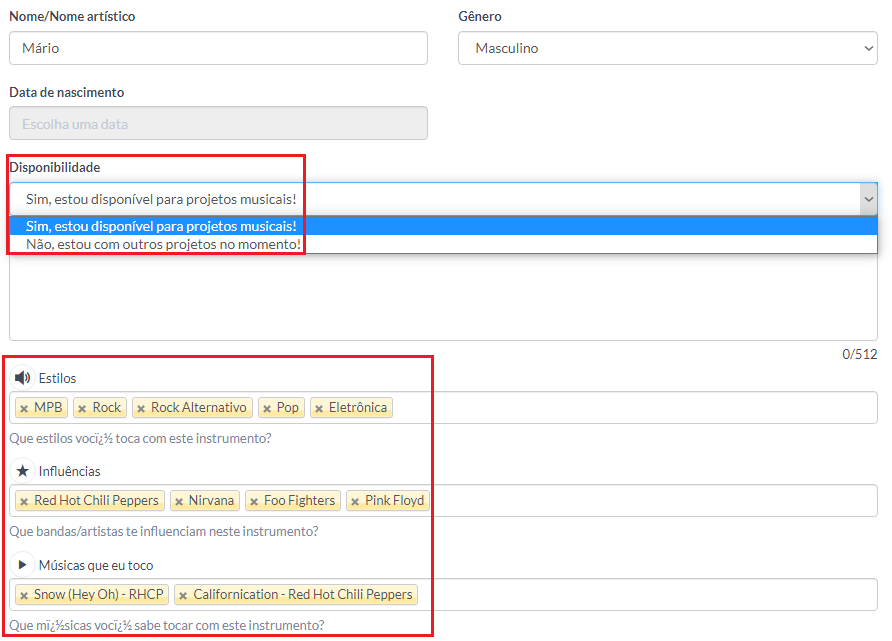 Nome/Nome artístico
Gênero
Mário
Masculino
Data de nascimento
Escolha uma data
Disponibilidade
Sim, estou disponível para projetos musicais!
Sim, estou disponível para projetos musicais!
Não, estou com outros projetos no momento!
0/512
Estilos
× MPB × Rock × Rock Alternativo × Pop × Eletrônica
Que estilos vocï¿½ toca com este instrumento?
Influências
× Red Hot Chili Peppers × Nirvana × Foo Fighters × Pink Floyd
Que bandas/artistas te influenciam neste instrumento?
Músicas que eu toco
× Snow (Hey Oh) - RHCP × Californication - Red Hot Chili Peppers
Que mï¿½sicas vocï¿½ sabe tocar com este instrumento?